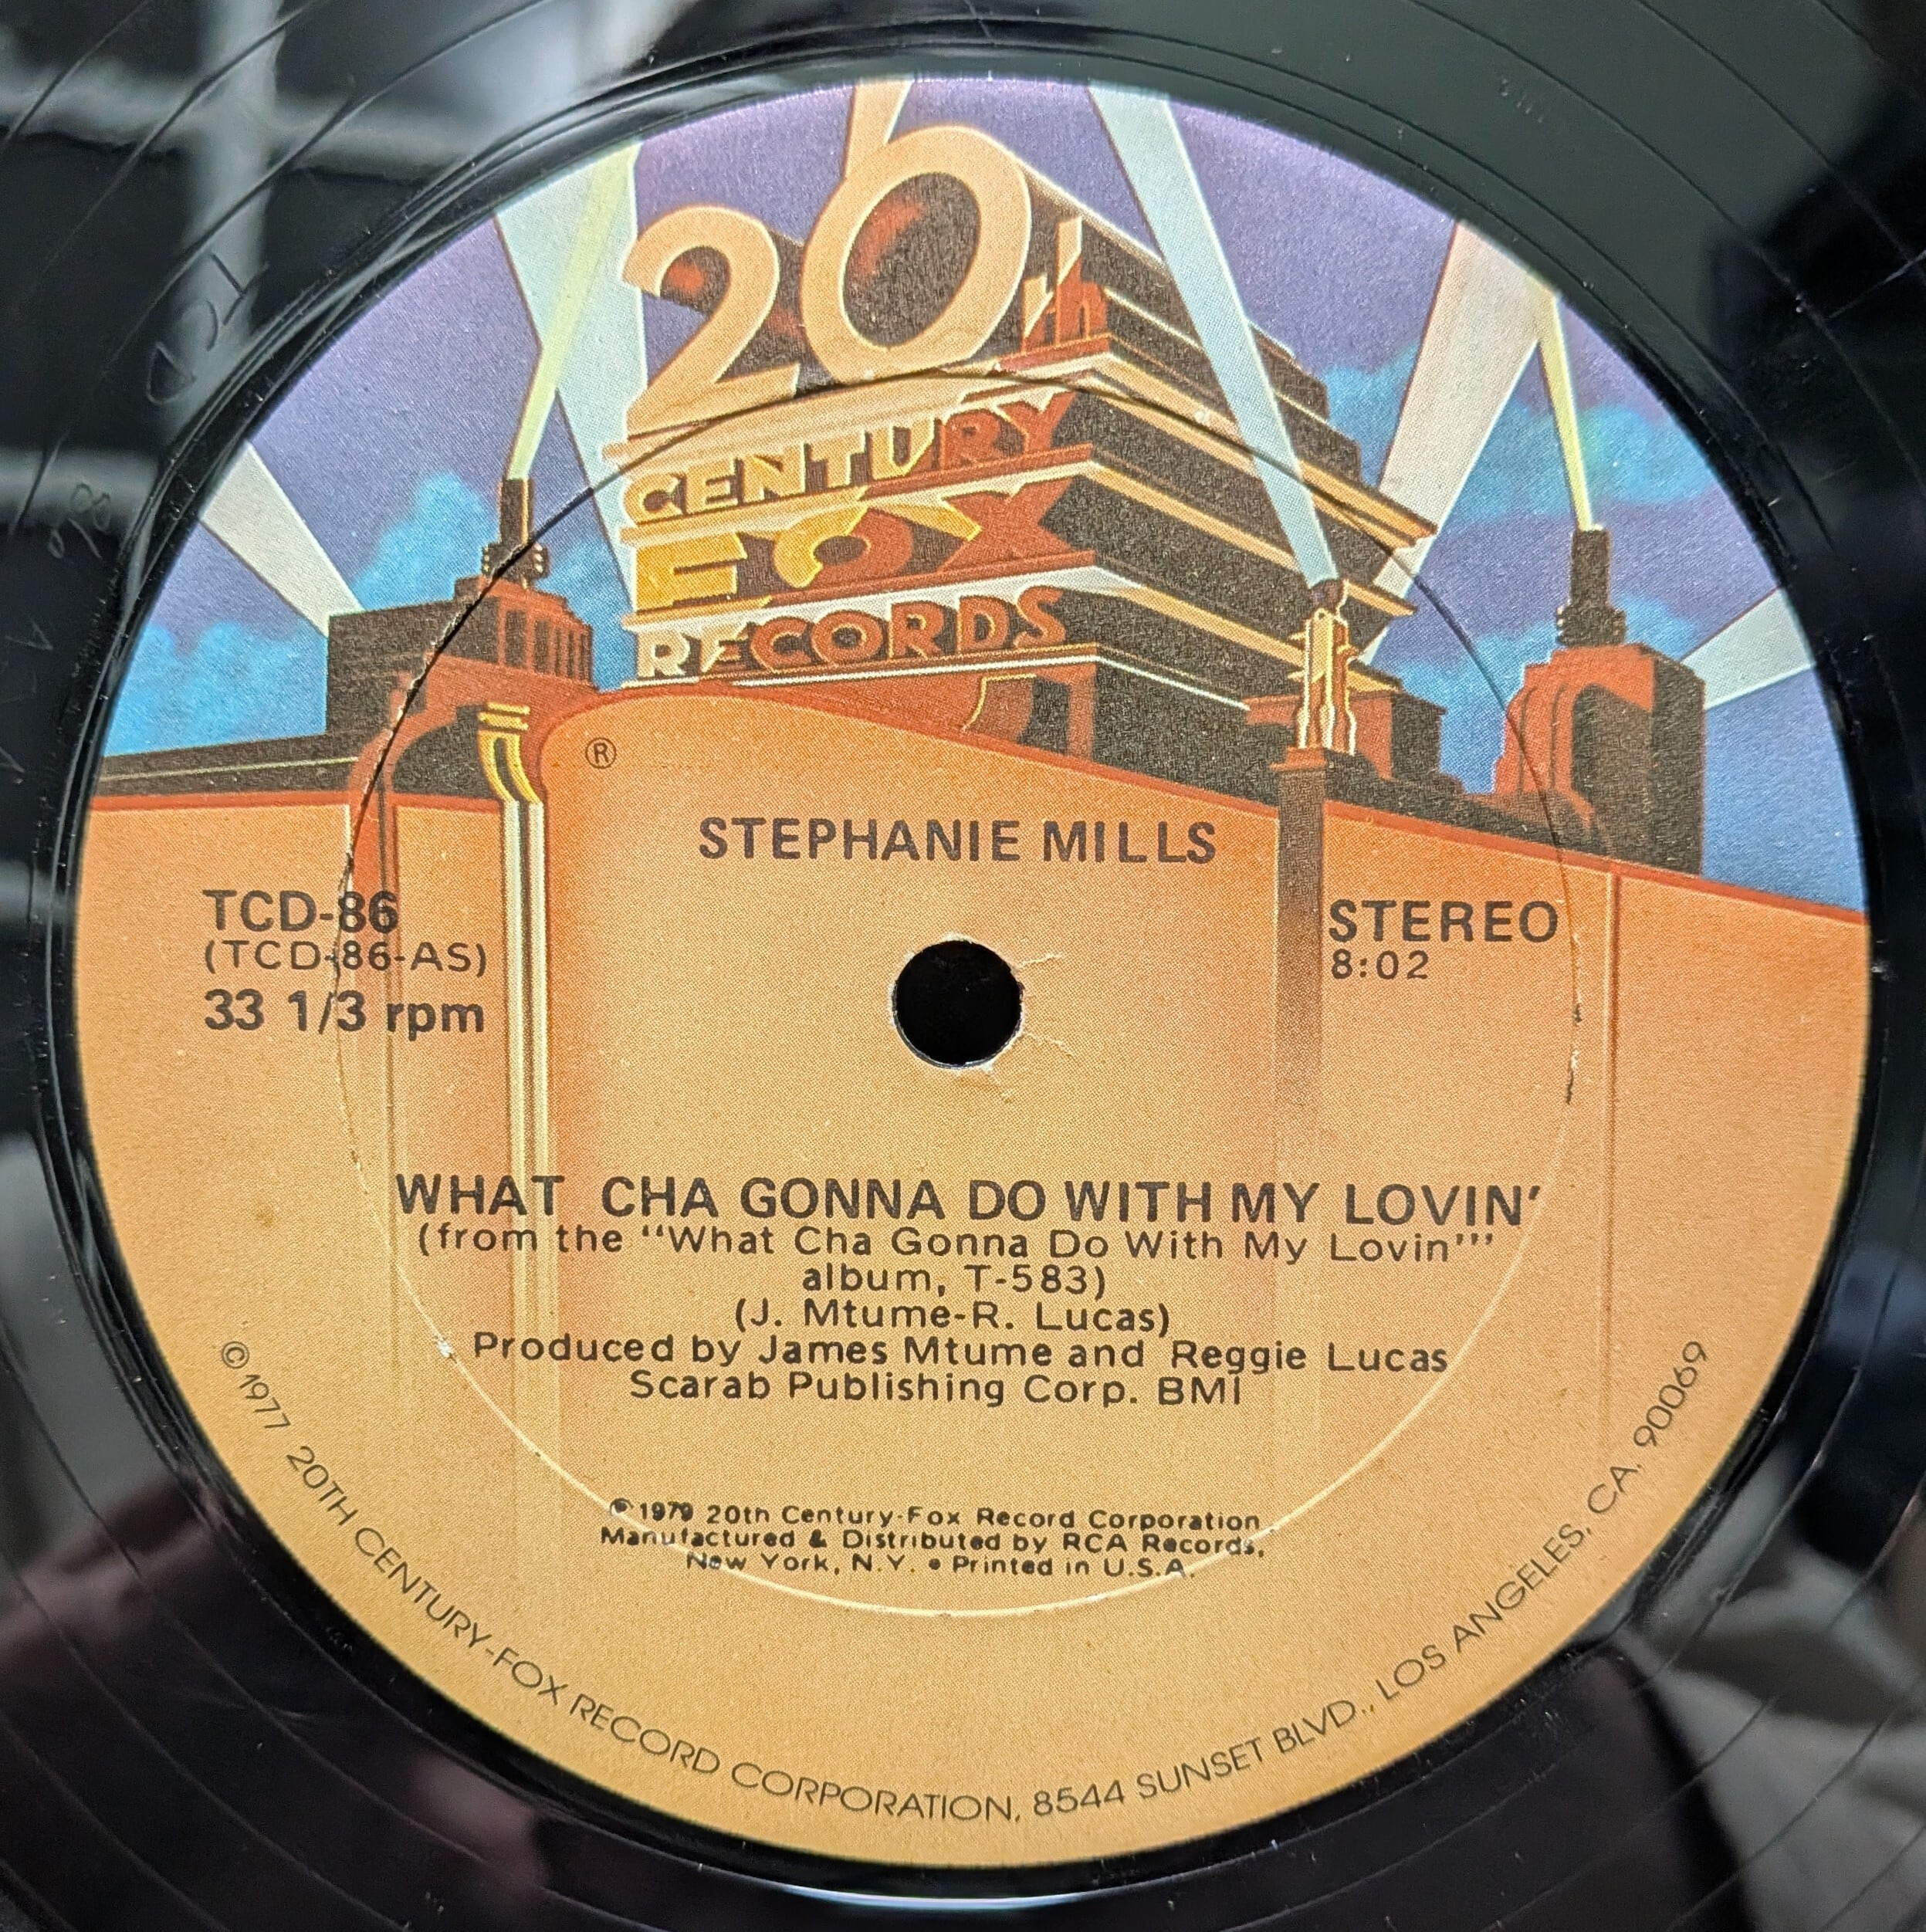 20th
CENTURY
FOX
RECORDS
®
STEPHANIE MILLS
TCD-86
(TCD-86-AS)
33 1/3 rpm
STEREO
8:02
WHAT CHA GONNA DO WITH MY LOVIN'
(from the "What Cha Gonna Do With My Lovin'"
album, T-583)
(J. Mtume-R. Lucas)
Produced by James Mtume and Reggie Lucas
Scarab Publishing Corp. BMI
℗ 1979 20th Century-Fox Record Corporation
Manufactured & Distributed by RCA Records,
New York, N.Y. • Printed in U.S.A.
© 1977 20TH CENTURY-FOX RECORD CORPORATION, 8544 SUNSET BLVD., LOS ANGELES, CA. 90069